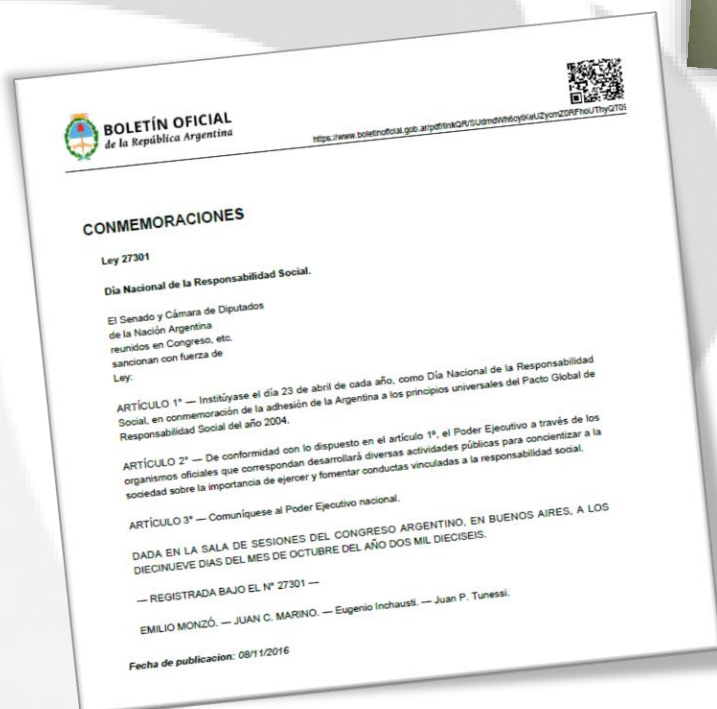 BOLETÍN OFICIAL
de la República Argentina
CONMEMORACIONES
Ley 27301
Día Nacional de la Responsabilidad Social.
El Senado y Cámara de Diputados
de la Nación Argentina
reunidos en Congreso, etc.
sancionan con fuerza de
Ley:
ARTÍCULO 1° — Institúyase el día 23 de abril de cada año, como Día Nacional de la Responsabilidad
Social, en conmemoración de la adhesión de la Argentina a los principios universales del Pacto Global de
Responsabilidad Social del año 2004.
ARTÍCULO 2° — De conformidad con lo dispuesto en el artículo 1°, el Poder Ejecutivo a través de los
organismos oficiales que correspondan desarrollará diversas actividades públicas para concientizar a la
sociedad sobre la importancia de ejercer y fomentar conductas vinculadas a la responsabilidad social.
ARTÍCULO 3° — Comuníquese al Poder Ejecutivo nacional.
DADA EN LA SALA DE SESIONES DEL CONGRESO ARGENTINO, EN BUENOS AIRES, A LOS
DIECINUEVE DIAS DEL MES DE OCTUBRE DEL AÑO DOS MIL DIECISEIS.
— REGISTRADA BAJO EL N° 27301 —
EMILIO MONZÓ. — JUAN C. MARINO. — Eugenio Inchausti. — Juan P. Tunessi.
Fecha de publicacion: 08/11/2016